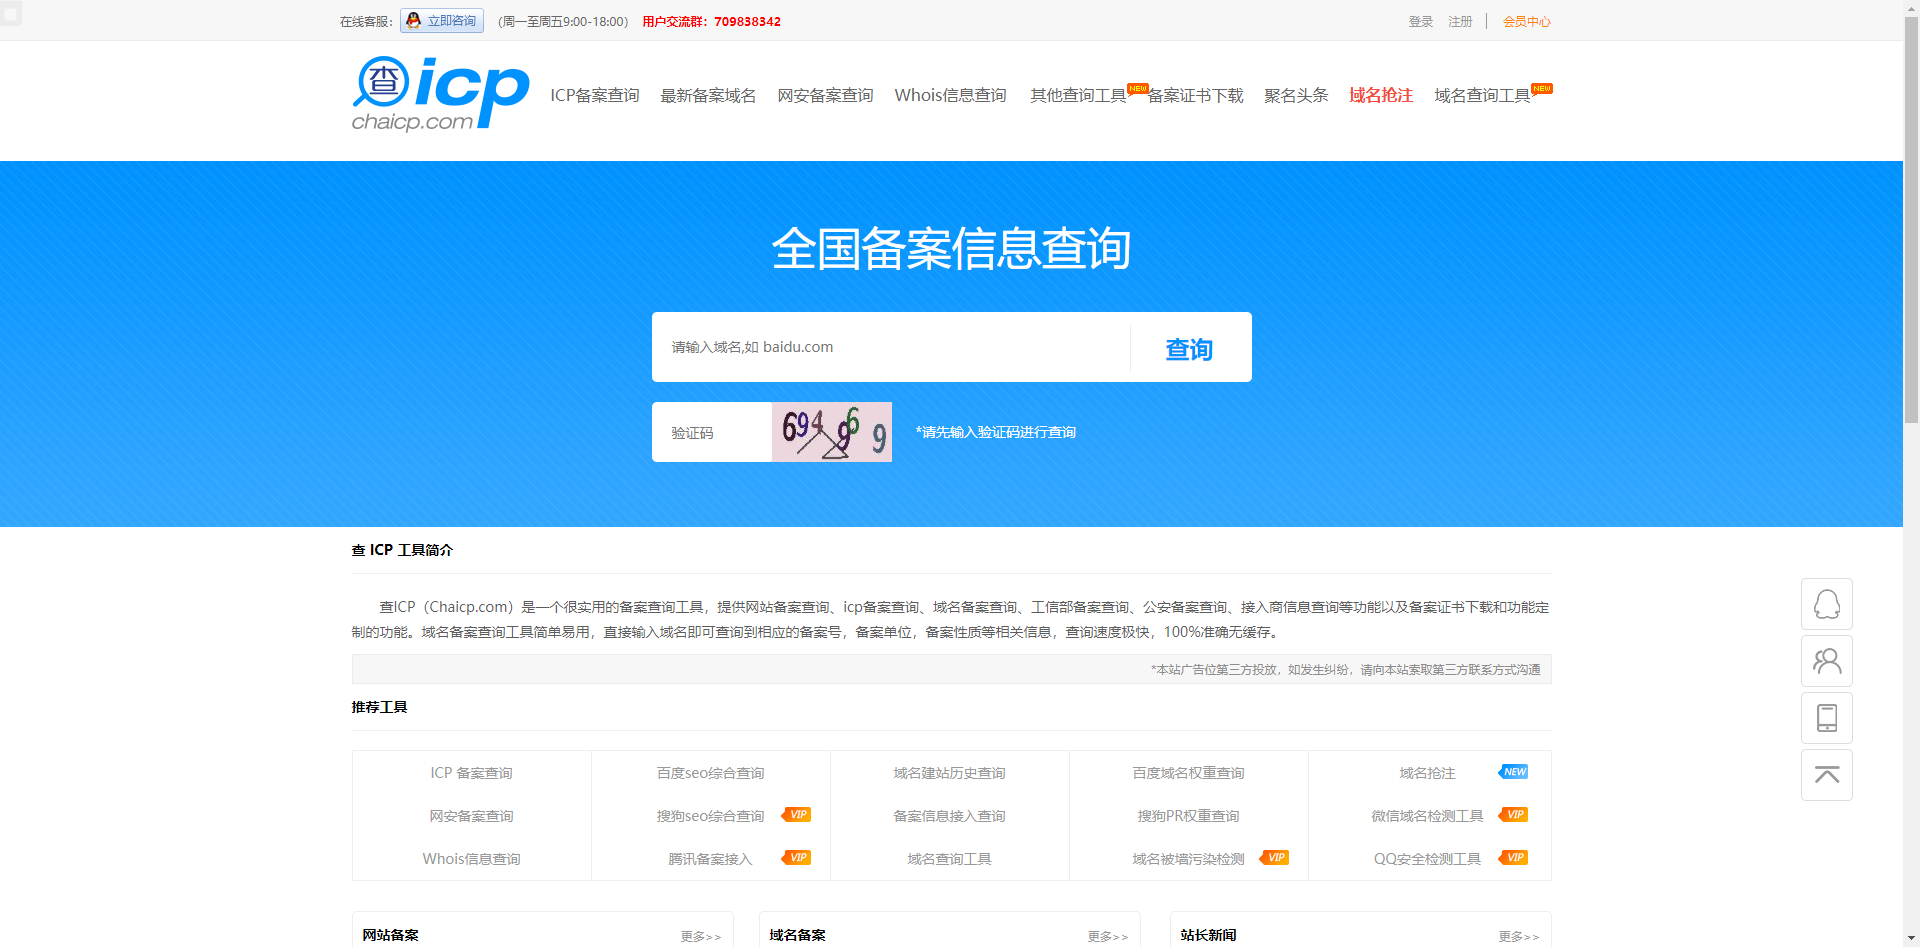 在线客服： 立即咨询 （周一至周五9:00-18:00） 用户交流群：709838342 登录 注册 会员中心
查icp
chaicp.com
ICP备案查询 最新备案域名 网安备案查询 Whois信息查询 其他查询工具 NEW 备案证书下载 聚名头条 域名抢注 域名查询工具 NEW
全国备案信息查询
请输入域名,如 baidu.com 查询
验证码 694969 *请先输入验证码进行查询
查 ICP 工具简介
查ICP（Chaicp.com）是一个很实用的备案查询工具，提供网站备案查询、icp备案查询、域名备案查询、工信部备案查询、公安备案查询、接入商信息查询等功能以及备案证书下载和功能定
制的功能。域名备案查询工具简单易用，直接输入域名即可查询到相应的备案号，备案单位，备案性质等相关信息，查询速度极快，100%准确无缓存。
*本站广告位第三方投放，如发生纠纷，请向本站索取第三方联系方式沟通
推荐工具
ICP 备案查询 百度seo综合查询 域名建站历史查询 百度域名权重查询 域名抢注 NEW
网安备案查询 搜狗seo综合查询 VIP 备案信息接入查询 搜狗PR权重查询 微信域名检测工具 VIP
Whois信息查询 腾讯备案接入 VIP 域名查询工具 域名被墙污染检测 VIP QQ安全检测工具 VIP
网站备案 更多>> 域名备案 更多>> 站长新闻 更多>>